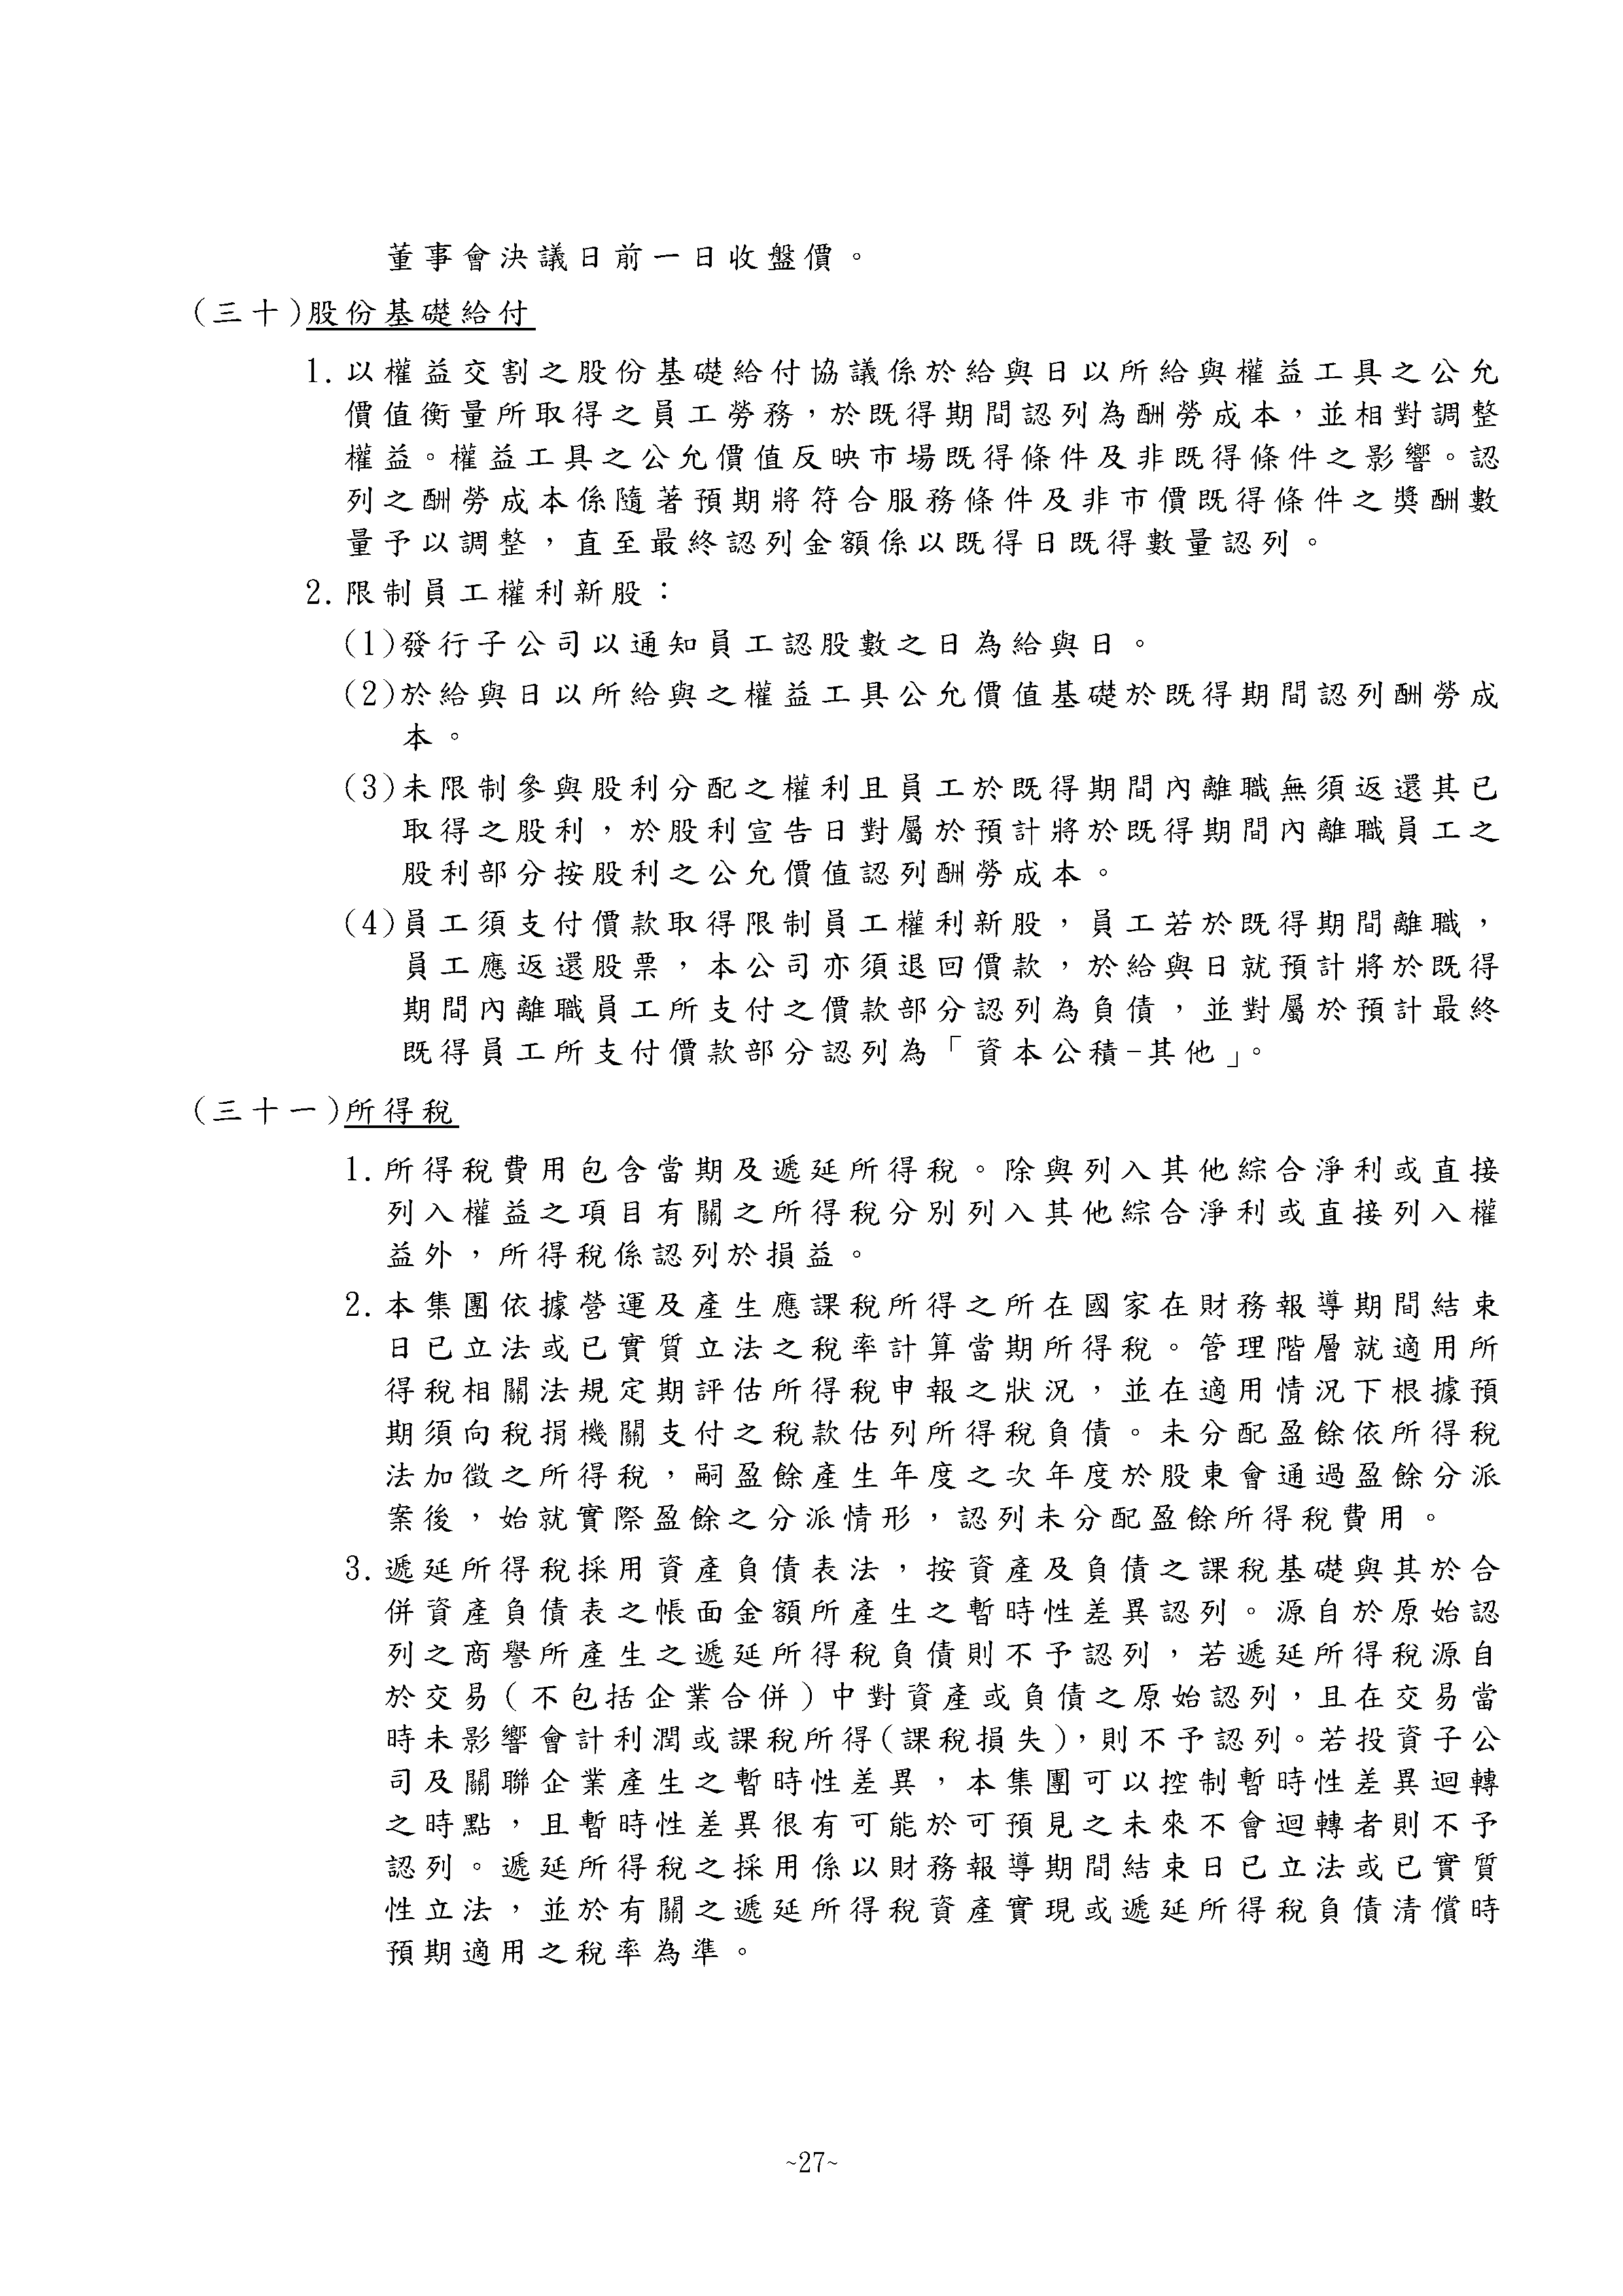 董事會決議日前一日收盤價。
(三十)股份基礎給付
1.以權益交割之股份基礎給付協議係於給與日以所給與權益工具之公允
價值衡量所取得之員工勞務，於既得期間認列為酬勞成本，並相對調整
權益。權益工具之公允價值反映市場既得條件及非既得條件之影響。認
列之酬勞成本係隨著預期將符合服務條件及非市價既得條件之獎酬數
量予以調整，直至最終認列金額係以既得日既得數量認列。
2.限制員工權利新股：
(1)發行子公司以通知員工認股數之日為給與日。
(2)於給與日以所給與之權益工具公允價值基礎於既得期間認列酬勞成
本。
(3)未限制參與股利分配之權利且員工於既得期間內離職無須返還其已
取得之股利，於股利宣告日對屬於預計將於既得期間內離職員工之
股利部分按股利之公允價值認列酬勞成本。
(4)員工須支付價款取得限制員工權利新股，員工若於既得期間離職，
員工應返還股票，本公司亦須退回價款，於給與日就預計將於既得
期間內離職員工所支付之價款部分認列為負債，並對屬於預計最終
既得員工所支付價款部分認列為「資本公積-其他」。
(三十一)所得稅
1.所得稅費用包含當期及遞延所得稅。除與列入其他綜合淨利或直接
列入權益之項目有關之所得稅分別列入其他綜合淨利或直接列入權
益外，所得稅係認列於損益。
2.本集團依據營運及產生應課稅所得之所在國家在財務報導期間結束
日已立法或已實質立法之稅率計算當期所得稅。管理階層就適用所
得稅相關法規定期評估所得稅申報之狀況，並在適用情況下根據預
期須向稅捐機關支付之稅款估列所得稅負債。未分配盈餘依所得稅
法加徵之所得稅，嗣盈餘產生年度之次年度於股東會通過盈餘分派
案後，始就實際盈餘之分派情形，認列未分配盈餘所得稅費用。
3.遞延所得稅採用資產負債表法，按資產及負債之課稅基礎與其於合
併資產負債表之帳面金額所產生之暫時性差異認列。源自於原始認
列之商譽所產生之遞延所得稅負債則不予認列，若遞延所得稅源自
於交易(不包括企業合併)中對資產或負債之原始認列，且在交易當
時未影響會計利潤或課稅所得(課稅損失)，則不予認列。若投資子公
司及關聯企業產生之暫時性差異，本集團可以控制暫時性差異迴轉
之時點，且暫時性差異很有可能於可預見之未來不會迴轉者則不予
認列。遞延所得稅之採用係以財務報導期間結束日已立法或已實質
性立法，並於有關之遞延所得稅資產實現或遞延所得稅負債清償時
預期適用之稅率為準。
~27~